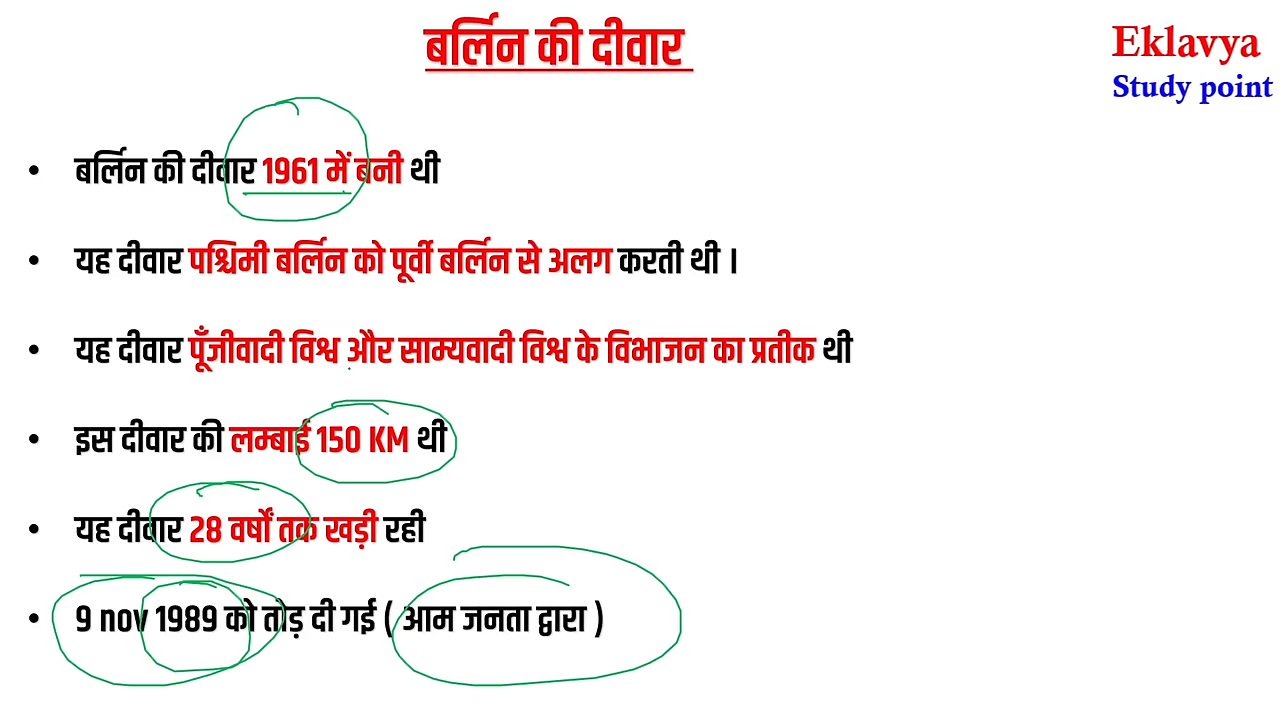 बर्लिन की दीवार
Eklavya
Study point
• बर्लिन की दीवार 1961 में बनी थी
• यह दीवार पश्चिमी बर्लिन को पूर्वी बर्लिन से अलग करती थी ।
• यह दीवार पूँजीवादी विश्व और साम्यवादी विश्व के विभाजन का प्रतीक थी
• इस दीवार की लम्बाई 150 KM थी
• यह दीवार 28 वर्षों तक खड़ी रही
• 9 nov 1989 को तोड़ दी गई ( आम जनता द्वारा )